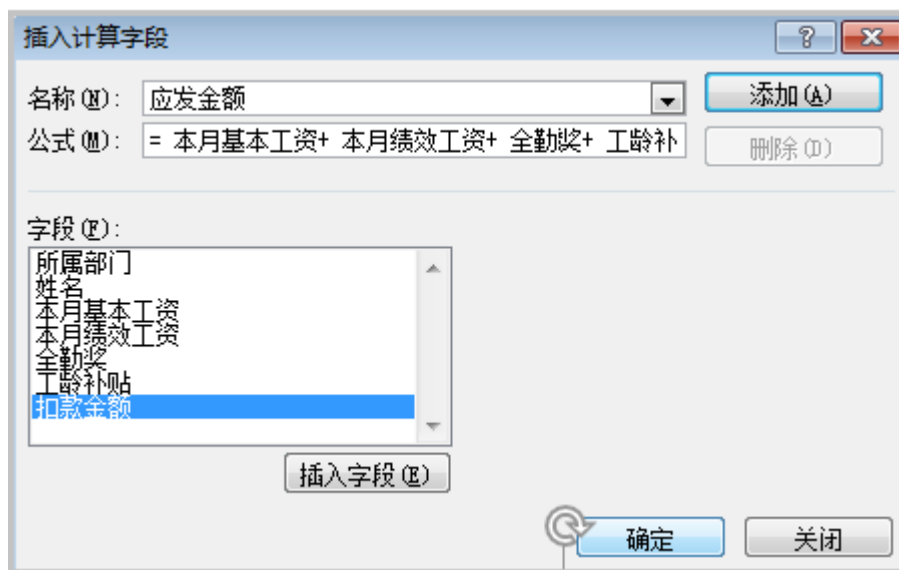 插入计算字段
名称(N): 应发金额 添加(A)
公式(M): = 本月基本工资+ 本月绩效工资+ 全勤奖+ 工龄补 删除(D)
字段(F):
所属部门
姓名
本月基本工资
本月绩效工资
全勤奖
工龄补贴
扣款金额
插入字段(E)
确定 关闭